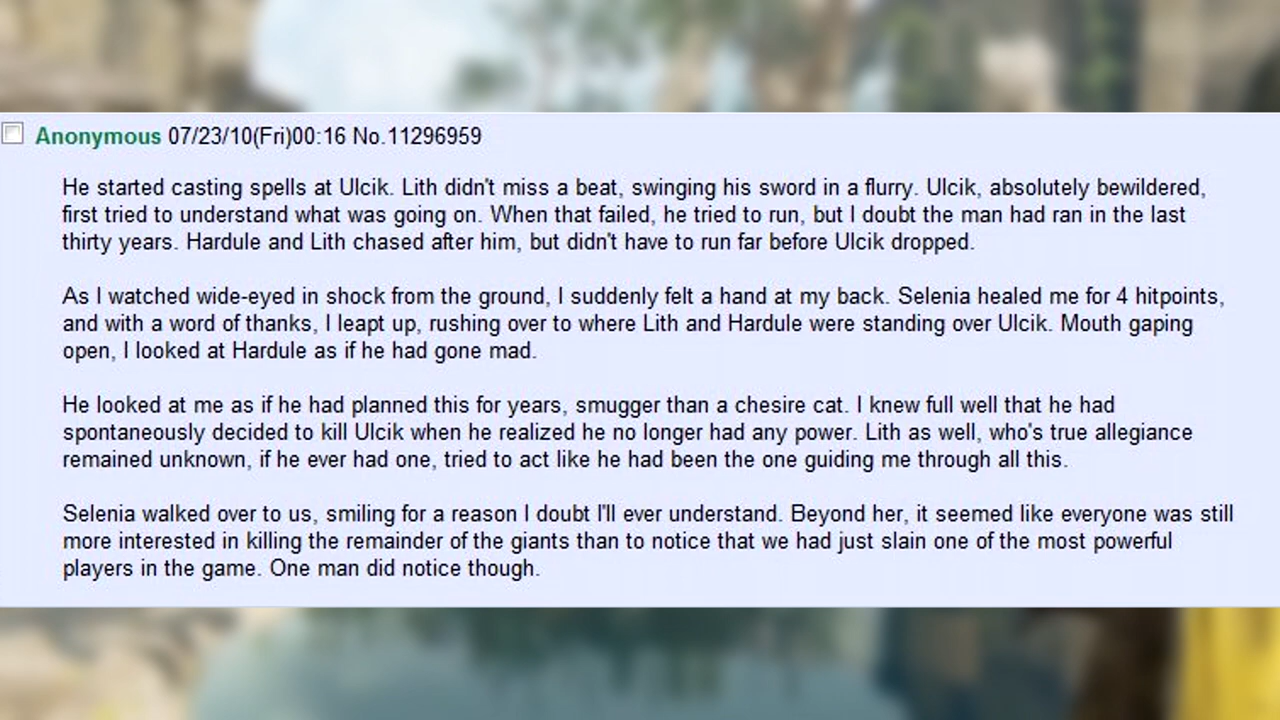 Anonymous 07/23/10(Fri)00:16 No.11296959
He started casting spells at Ulcik. Lith didn't miss a beat, swinging his sword in a flurry. Ulcik, absolutely bewildered,
first tried to understand what was going on. When that failed, he tried to run, but I doubt the man had ran in the last
thirty years. Hardule and Lith chased after him, but didn't have to run far before Ulcik dropped.
As I watched wide-eyed in shock from the ground, I suddenly felt a hand at my back. Selenia healed me for 4 hitpoints,
and with a word of thanks, I leapt up, rushing over to where Lith and Hardule were standing over Ulcik. Mouth gaping
open, I looked at Hardule as if he had gone mad.
He looked at me as if he had planned this for years, smugger than a chesire cat. I knew full well that he had
spontaneously decided to kill Ulcik when he realized he no longer had any power. Lith as well, who's true allegiance
remained unknown, if he ever had one, tried to act like he had been the one guiding me through all this.
Selenia walked over to us, smiling for a reason I doubt I'll ever understand. Beyond her, it seemed like everyone was still
more interested in killing the remainder of the giants than to notice that we had just slain one of the most powerful
players in the game. One man did notice though.